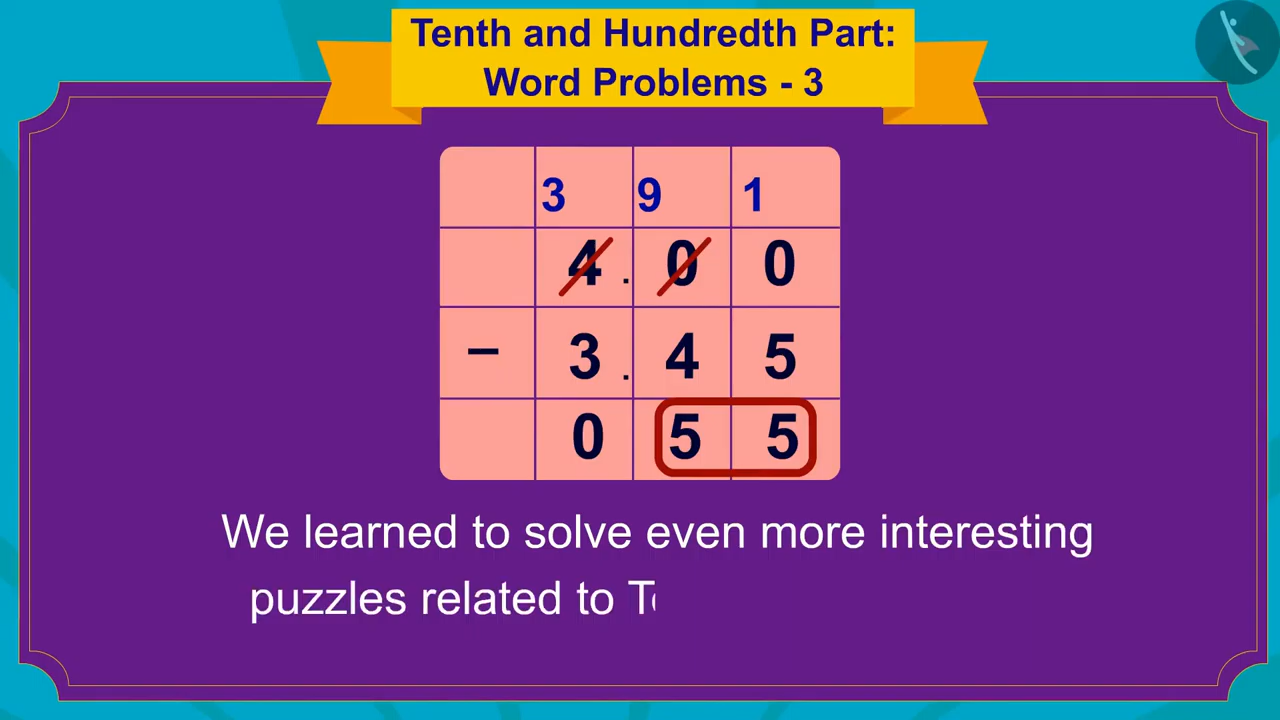 Tenth and Hundredth Part:
Word Problems - 3
3 9 1
4 . 0 0
− 3 . 4 5
0 5 5
We learned to solve even more interesting
puzzles related to